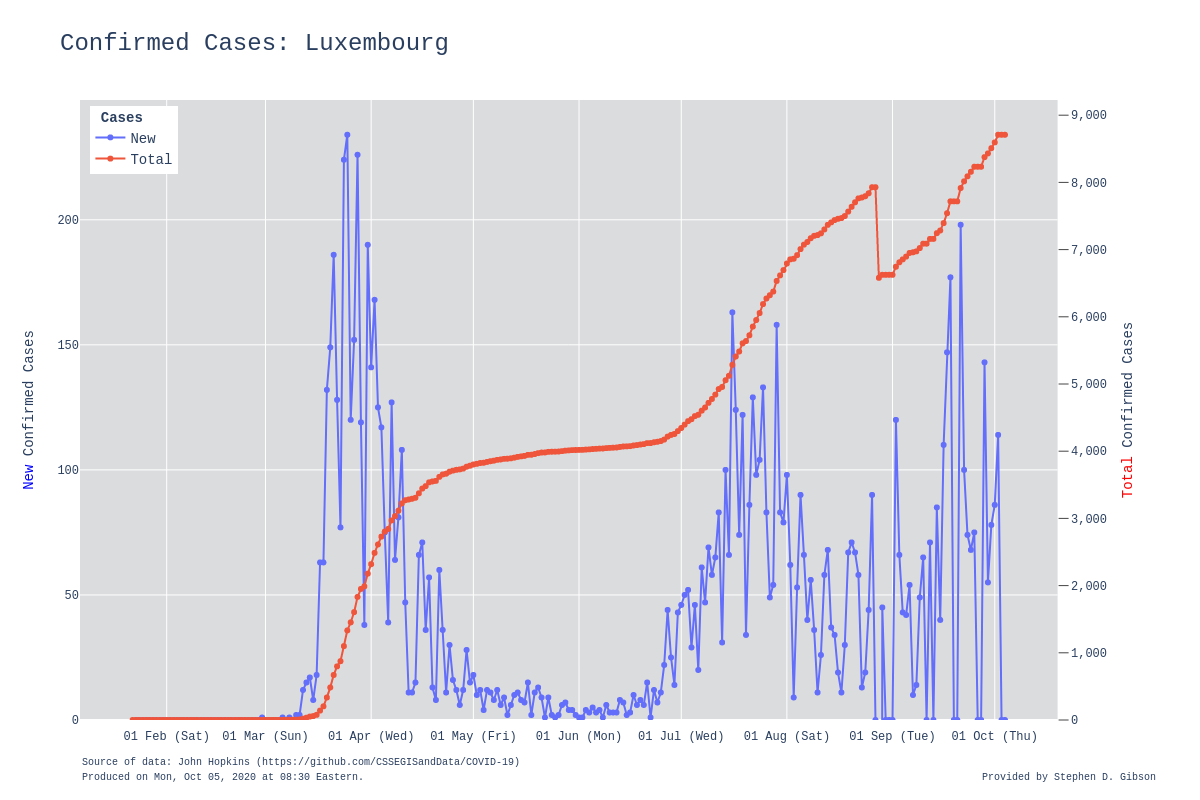 Confirmed Cases: Luxembourg
Cases
New
Total
200
150
100
50
0
New Confirmed Cases
9,000
8,000
7,000
6,000
5,000
4,000
3,000
2,000
1,000
0
Total Confirmed Cases
01 Feb (Sat) 01 Mar (Sun) 01 Apr (Wed) 01 May (Fri) 01 Jun (Mon) 01 Jul (Wed) 01 Aug (Sat) 01 Sep (Tue) 01 Oct (Thu)
Source of data: John Hopkins (https://github.com/CSSEGISandData/COVID-19)
Produced on Mon, Oct 05, 2020 at 08:30 Eastern.
Provided by Stephen D. Gibson